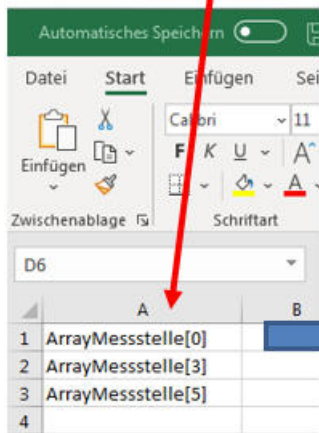 Automatisches Speichern
Datei Start Einfügen Sei
Einfügen
Calibri 11
F K U A A
Zwischenablage Schriftart
D6
A B
1 ArrayMessstelle[0]
2 ArrayMessstelle[3]
3 ArrayMessstelle[5]
4